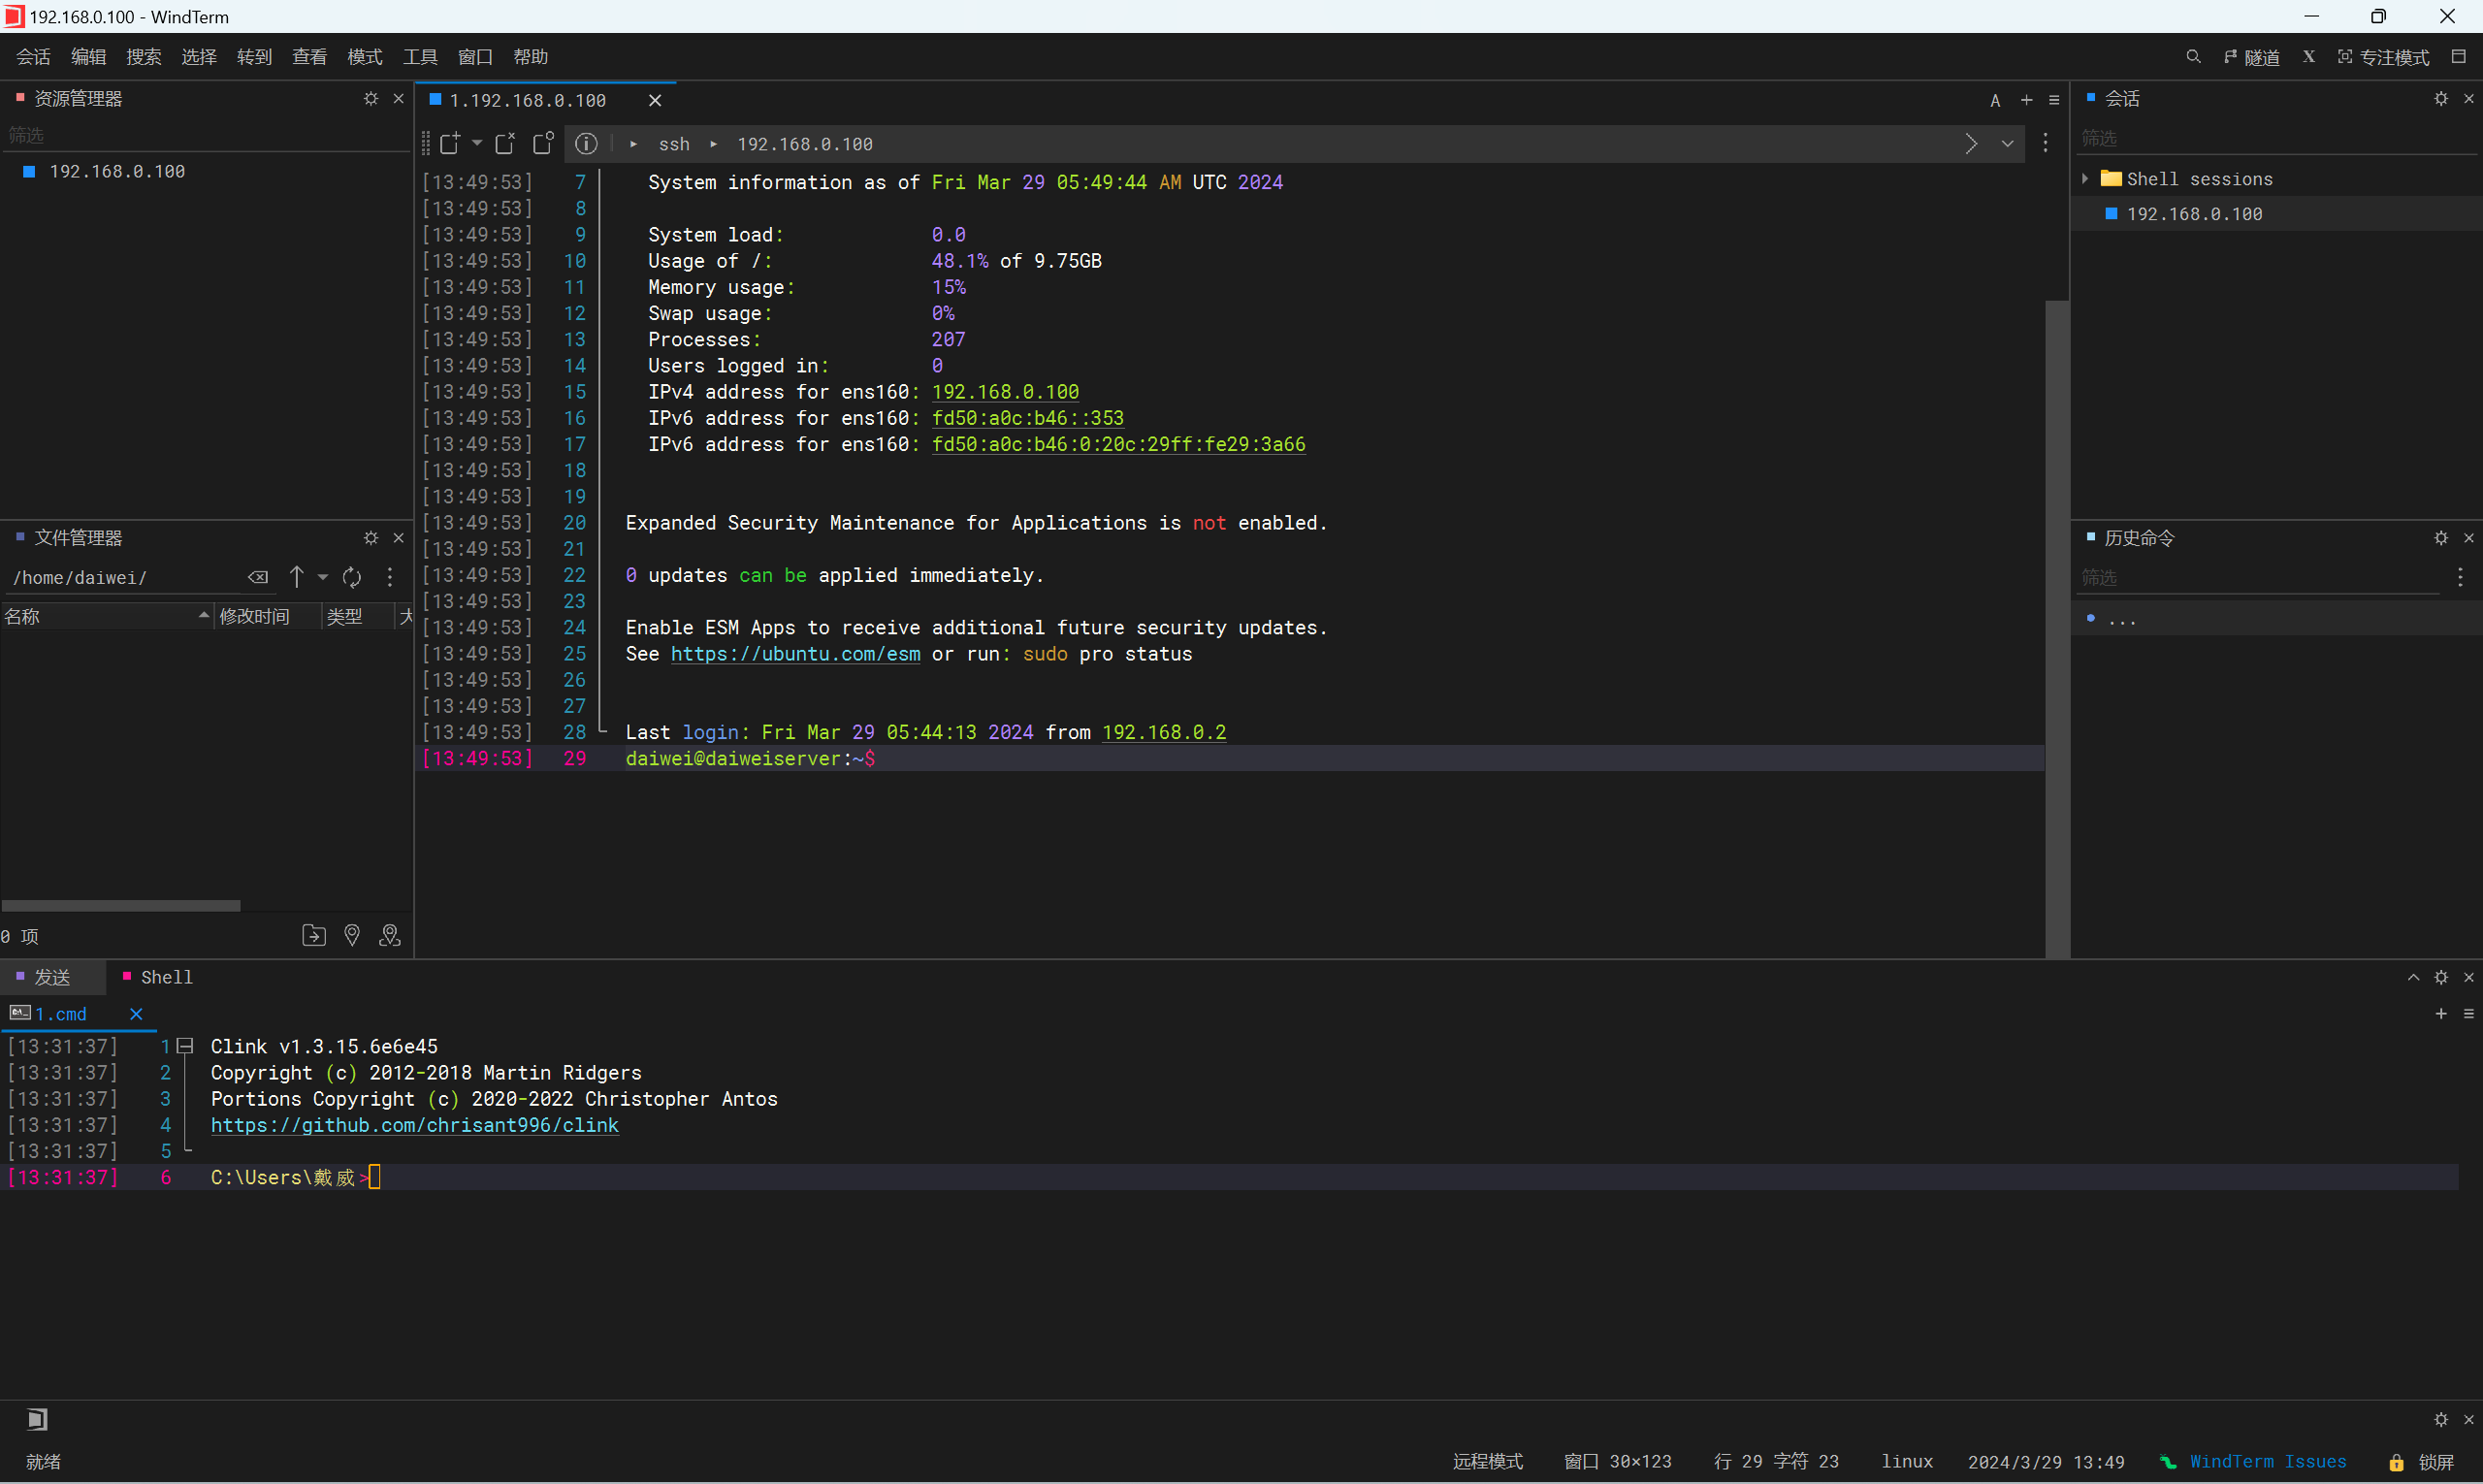 192.168.0.100 - WindTerm
会话 编辑 搜索 选择 转到 查看 模式 工具 窗口 帮助
隧道 X 专注模式
资源管理器
筛选
192.168.0.100
文件管理器
/home/daiwei/
名称 修改时间 类型 大
0 项
1.192.168.0.100
A
ssh 192.168.0.100
[13:49:53] 7 System information as of Fri Mar 29 05:49:44 AM UTC 2024
[13:49:53] 8
[13:49:53] 9 System load: 0.0
[13:49:53] 10 Usage of /: 48.1% of 9.75GB
[13:49:53] 11 Memory usage: 15%
[13:49:53] 12 Swap usage: 0%
[13:49:53] 13 Processes: 207
[13:49:53] 14 Users logged in: 0
[13:49:53] 15 IPv4 address for ens160: 192.168.0.100
[13:49:53] 16 IPv6 address for ens160: fd50:a0c:b46::353
[13:49:53] 17 IPv6 address for ens160: fd50:a0c:b46:0:20c:29ff:fe29:3a66
[13:49:53] 18
[13:49:53] 19
[13:49:53] 20 Expanded Security Maintenance for Applications is not enabled.
[13:49:53] 21
[13:49:53] 22 0 updates can be applied immediately.
[13:49:53] 23
[13:49:53] 24 Enable ESM Apps to receive additional future security updates.
[13:49:53] 25 See https://ubuntu.com/esm or run: sudo pro status
[13:49:53] 26
[13:49:53] 27
[13:49:53] 28 Last login: Fri Mar 29 05:44:13 2024 from 192.168.0.2
[13:49:53] 29 daiwei@daiweiserver:~$
会话
筛选
Shell sessions
192.168.0.100
历史命令
筛选
...
发送 Shell
1.cmd
[13:31:37] 1 Clink v1.3.15.6e6e45
[13:31:37] 2 Copyright (c) 2012-2018 Martin Ridgers
[13:31:37] 3 Portions Copyright (c) 2020-2022 Christopher Antos
[13:31:37] 4 https://github.com/chrisant996/clink
[13:31:37] 5
[13:31:37] 6 C:\Users\戴威>
就绪 远程模式 窗口 30×123 行 29 字符 23 linux 2024/3/29 13:49 WindTerm Issues 锁屏